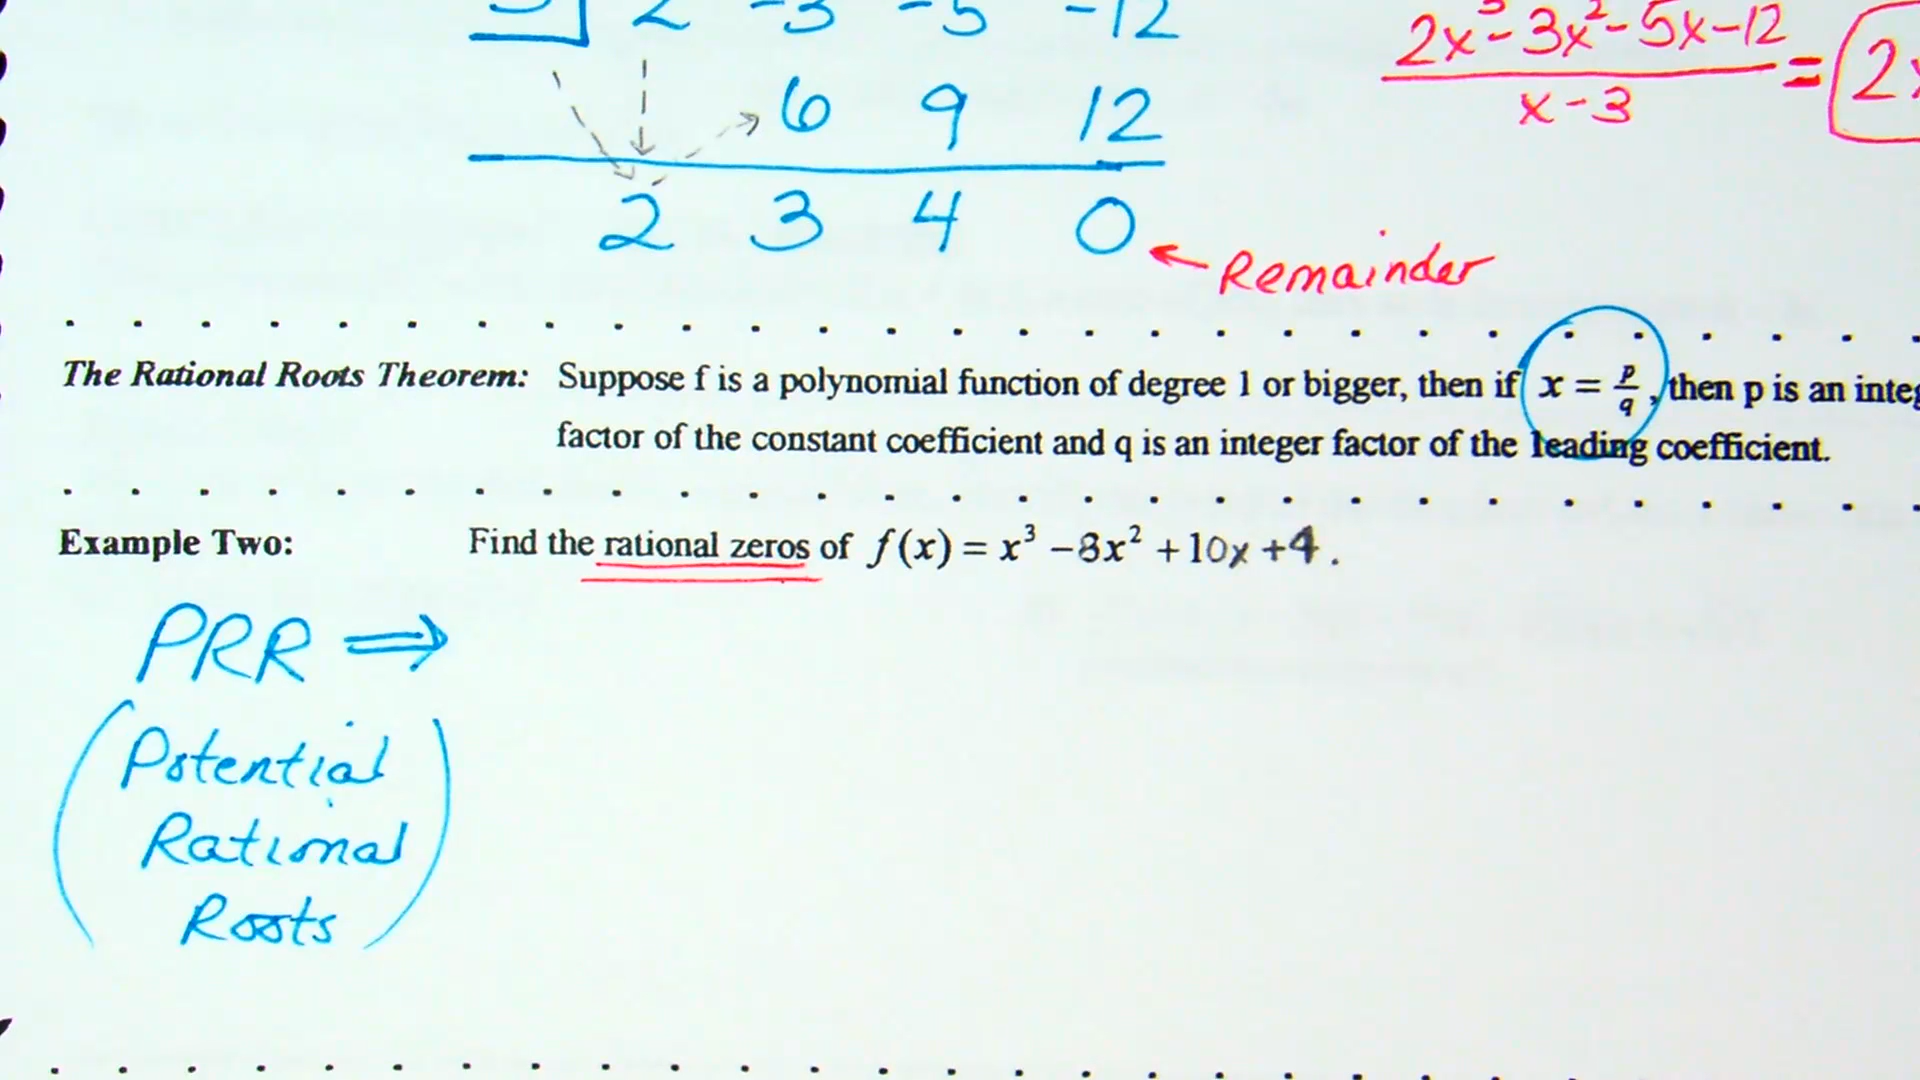 3 2 -3 -5 -12
6 9 12
2 3 4 0 ← Remainder
2x³-3x²-5x-12
x-3
= 2x
The Rational Roots Theorem: Suppose f is a polynomial function of degree 1 or bigger, then if x = p/q, then p is an integ
factor of the constant coefficient and q is an integer factor of the leading coefficient.
Example Two: Find the rational zeros of f(x) = x³ -8x² +10x +4.
PRR ⇒
(Potential
Rational
Roots)